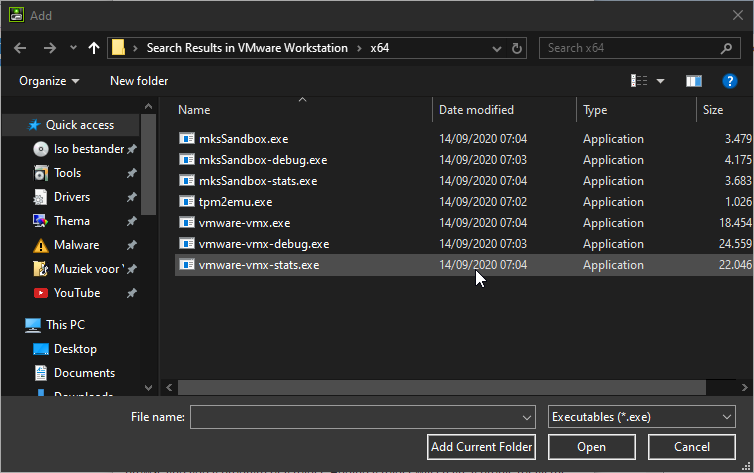 Add
Search Results in VMware Workstation > x64
Search x64
Organize
New folder
Name
Date modified
Type
Size
Quick access
Iso bestander
Tools
Drivers
Thema
Malware
Muziek voor
YouTube
This PC
Desktop
Documents
Downloads
mksSandbox.exe 14/09/2020 07:04 Application 3.479
mksSandbox-debug.exe 14/09/2020 07:03 Application 4.175
mksSandbox-stats.exe 14/09/2020 07:04 Application 3.683
tpm2emu.exe 14/09/2020 07:02 Application 1.026
vmware-vmx.exe 14/09/2020 07:04 Application 18.454
vmware-vmx-debug.exe 14/09/2020 07:03 Application 24.559
vmware-vmx-stats.exe 14/09/2020 07:04 Application 22.046
File name:
Executables (*.exe)
Add Current Folder
Open
Cancel